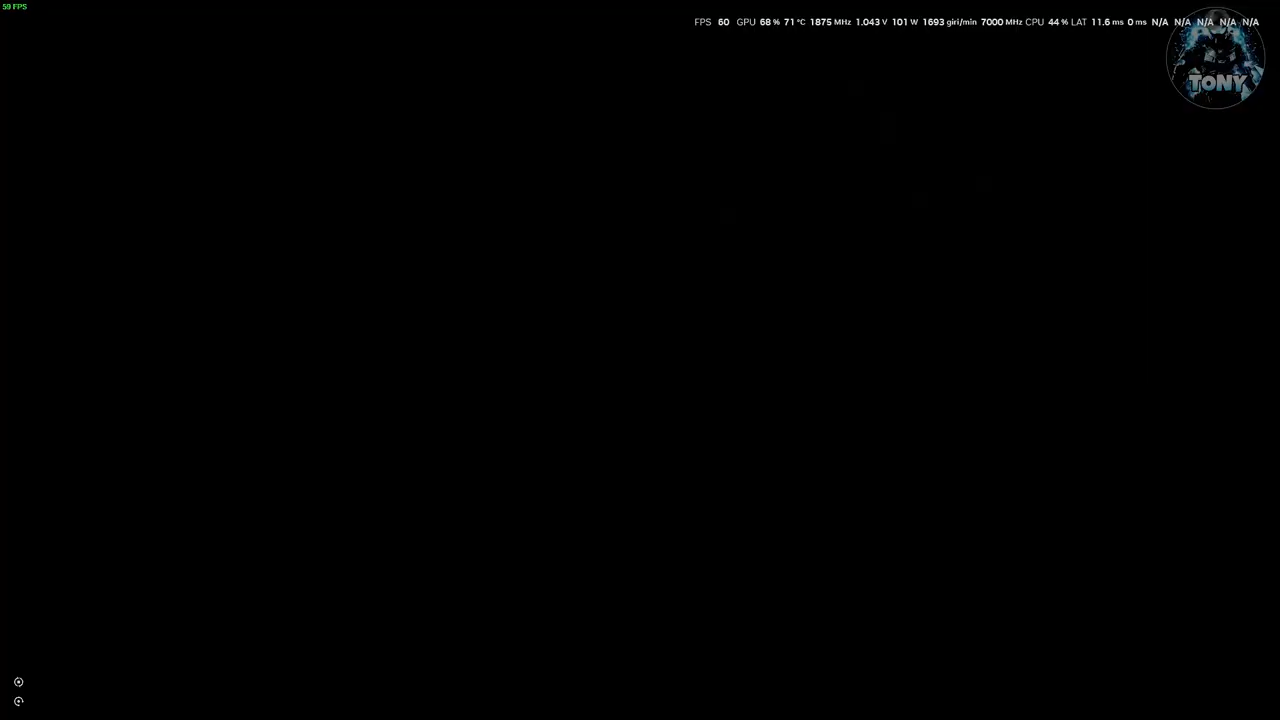 59 FPS
FPS 60 GPU 68 % 71 °C 1875 MHz 1.043 V 101 W 1693 giri/min 7000 MHz CPU 44 % LAT 11.6 ms 0 ms N/A N/A N/A N/A N/A
TONY